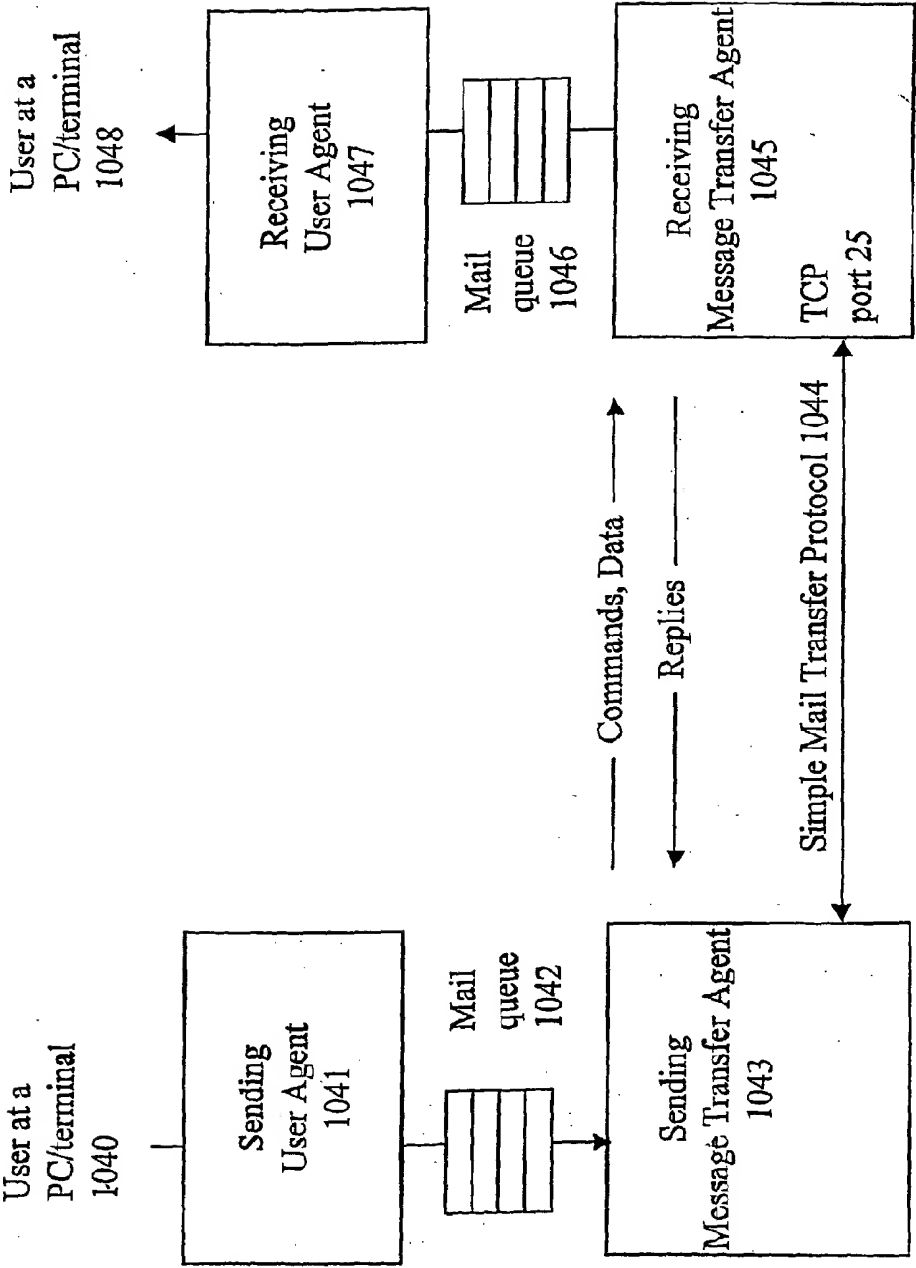 User at a
PC/terminal
1040
Sending
User Agent
1041
Mail
queue
1042
Sending
Message Transfer Agent
1043
Commands, Data
Replies
Simple Mail Transfer Protocol 1044
User at a
PC/terminal
1048
Receiving
User Agent
1047
Mail
queue
1046
Receiving
Message Transfer Agent
1045
TCP
port 25